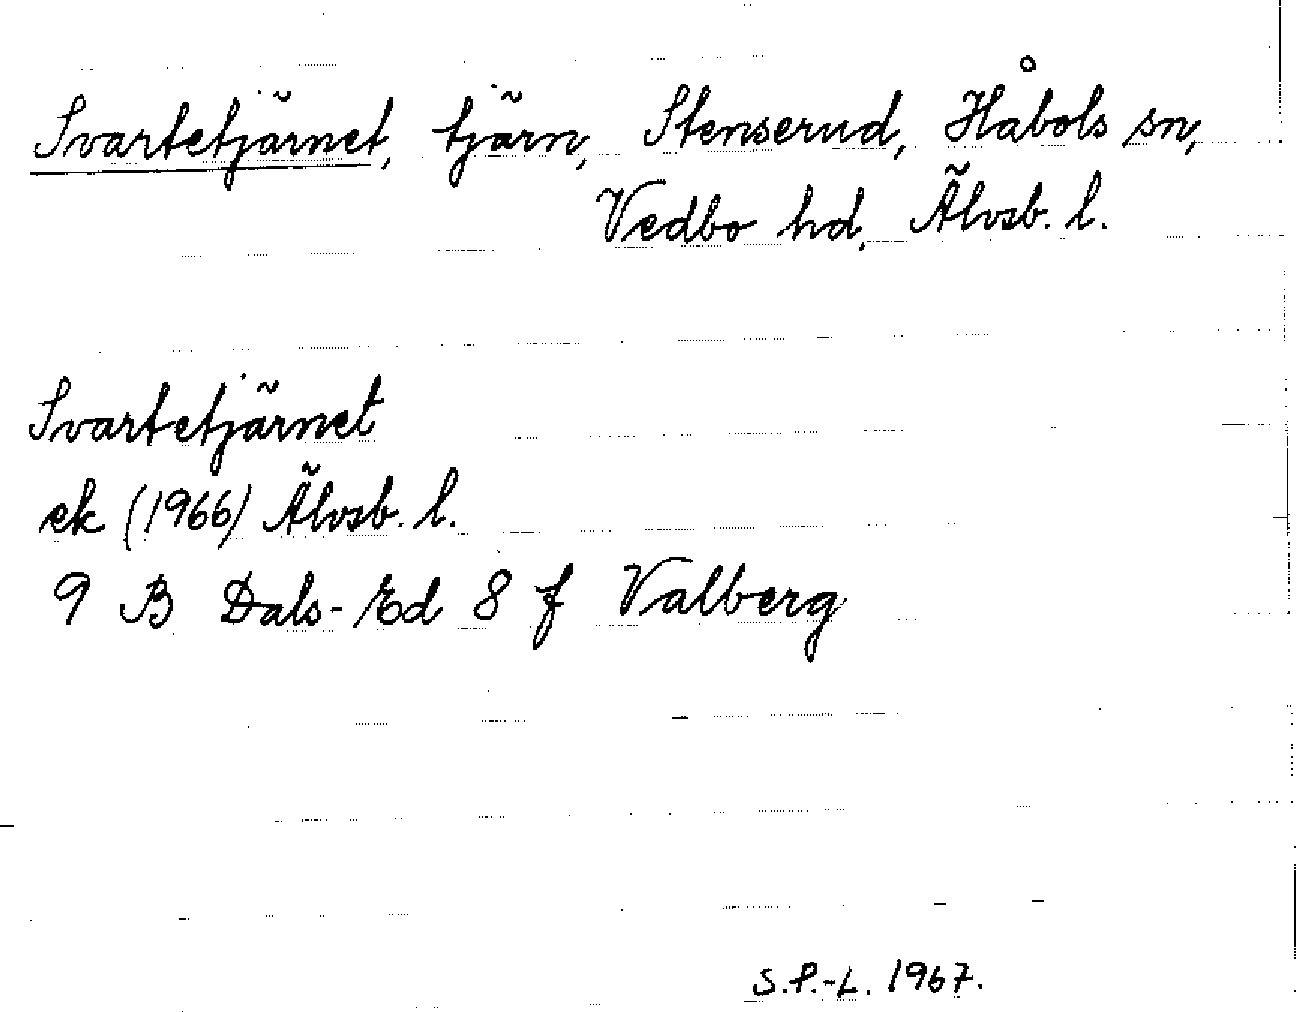 Svartetjärnet, tjärn, Stenserud, Håbols sn,
Vedbo hd, Älvsb. l.
Svartetjärnet
ek (1966) Älvsb. l.
9 B Dals-Ed 8 f Valberg
S.P.-L. 1967.